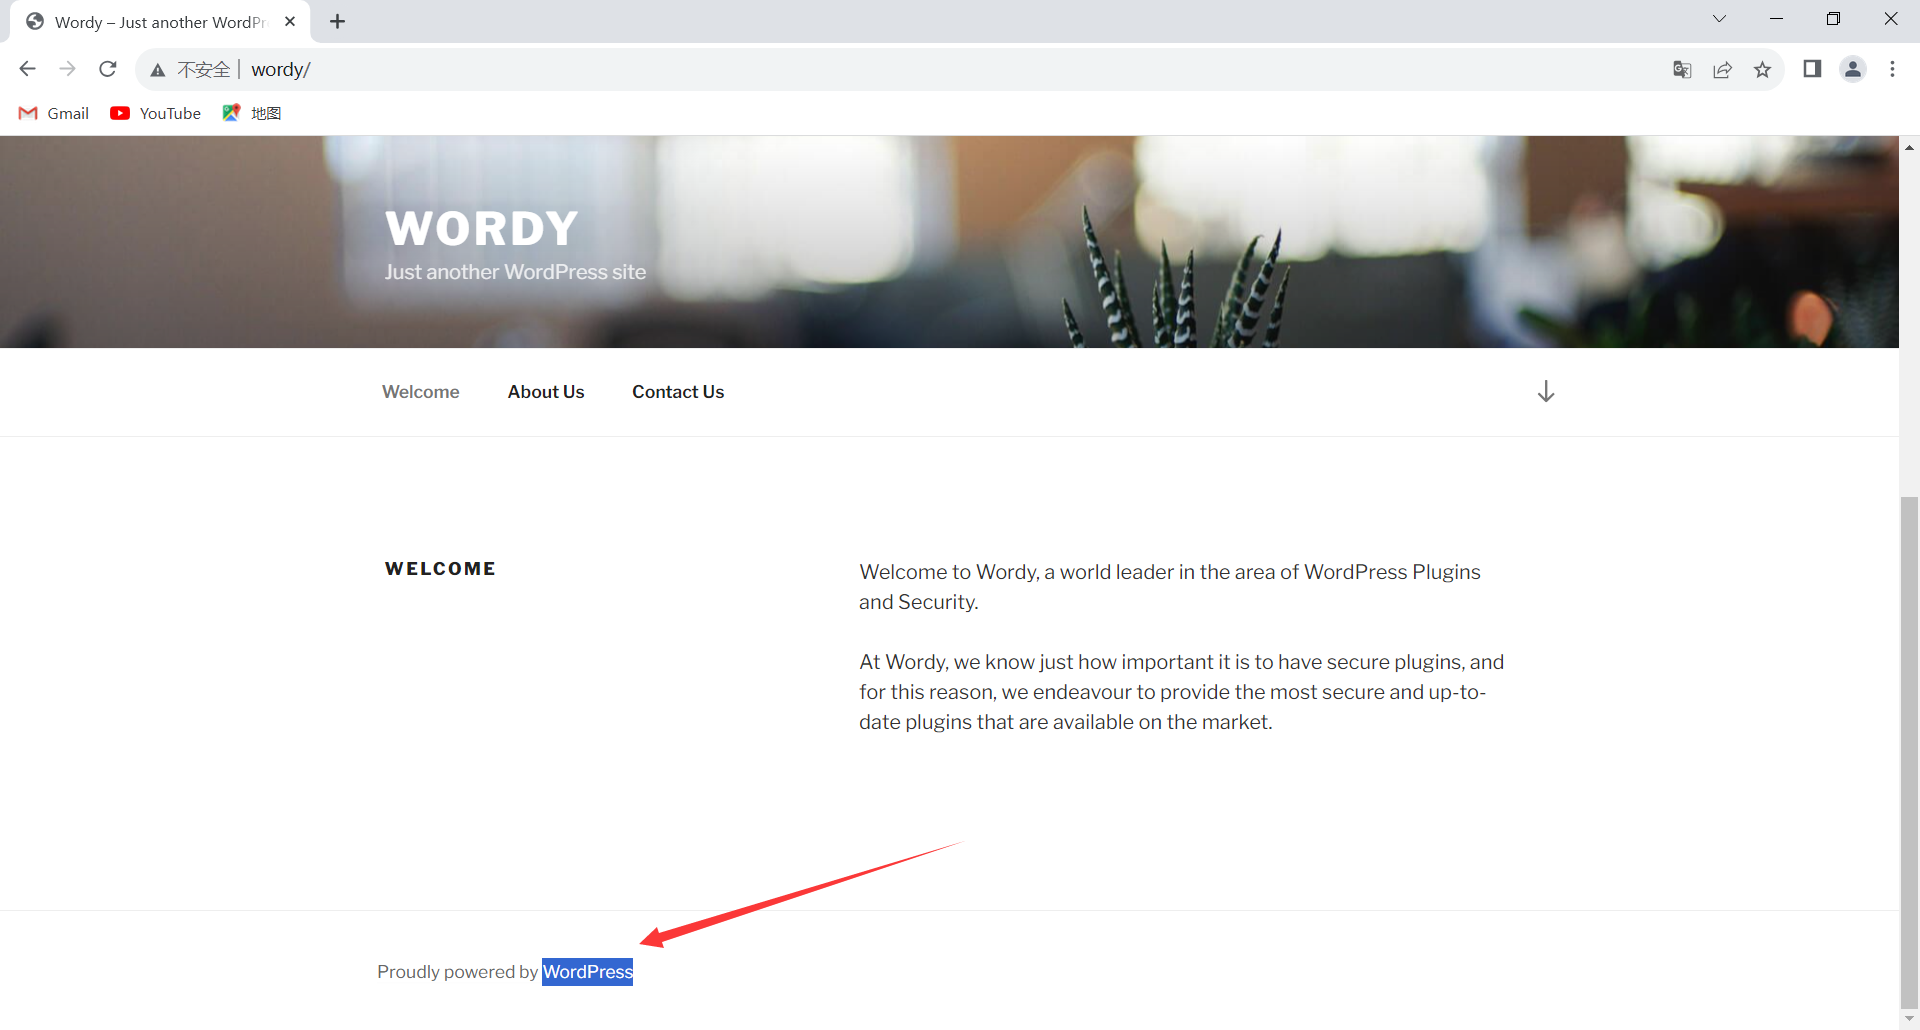 Wordy – Just another WordPr
不安全 wordy/
Gmail YouTube 地图
WORDY
Just another WordPress site
Welcome About Us Contact Us
WELCOME
Welcome to Wordy, a world leader in the area of WordPress Plugins
and Security.
At Wordy, we know just how important it is to have secure plugins, and
for this reason, we endeavour to provide the most secure and up-to-
date plugins that are available on the market.
Proudly powered by WordPress